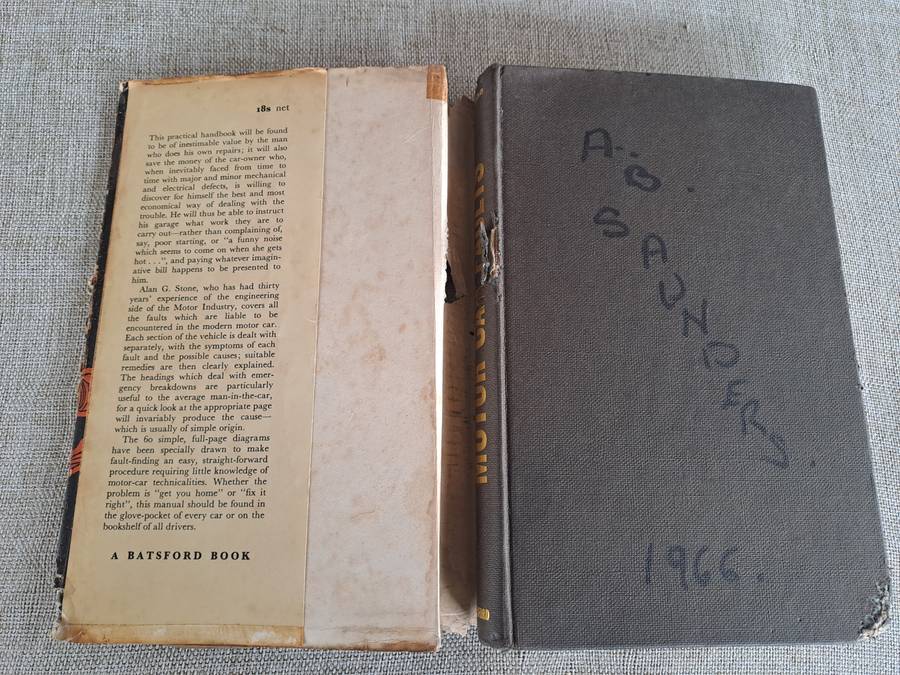 18s net
This practical handbook will be found
to be of inestimable value by the man
who does his own repairs; it will also
save the money of the car-owner who,
when inevitably faced from time to
time with major and minor mechanical
and electrical defects, is willing to
discover for himself the best and most
economical way of dealing with the
trouble. He will thus be able to instruct
his garage what work they are to
carry out—rather than complaining of,
say, poor starting, or "a funny noise
which seems to come on when she gets
hot . . .", and paying whatever imagin-
ative bill happens to be presented to
him.
Alan G. Stone, who has had thirty
years' experience of the engineering
side of the Motor Industry, covers all
the faults which are liable to be
encountered in the modern motor car.
Each section of the vehicle is dealt with
separately, with the symptoms of each
fault and the possible causes; suitable
remedies are then clearly explained.
The headings which deal with emer-
gency breakdowns are particularly
useful to the average man-in-the-car,
for a quick look at the appropriate page
will invariably produce the cause—
which is usually of simple origin.
The 60 simple, full-page diagrams
have been specially drawn to make
fault-finding an easy, straight-forward
procedure requiring little knowledge of
motor-car technicalities. Whether the
problem is "get you home" or "fix it
right", this manual should be found in
the glove-pocket of every car or on the
bookshelf of all drivers.
A BATSFORD BOOK
MOTOR
A. B. SAUNDERS
1966.